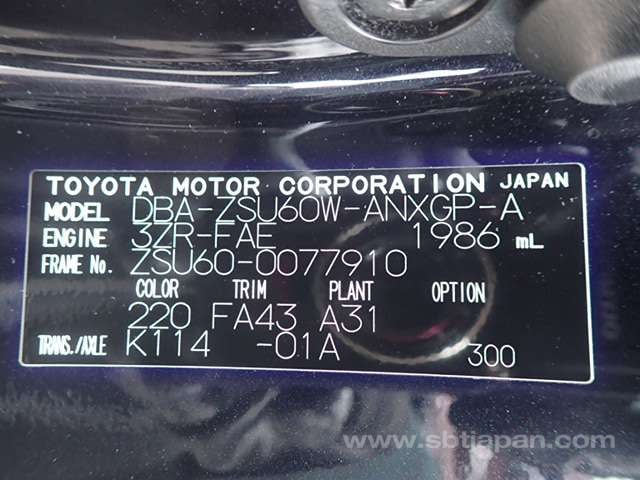 TOYOTA MOTOR CORPORATION JAPAN
MODEL DBA-ZSU60W-ANXGP-A
ENGINE 3ZR-FAE 1986 mL
FRAME No. ZSU60-0077910
COLOR TRIM PLANT OPTION
220 FA43 A31
TRANS./AXLE K114 -01A 300
www.sbtjapan.com